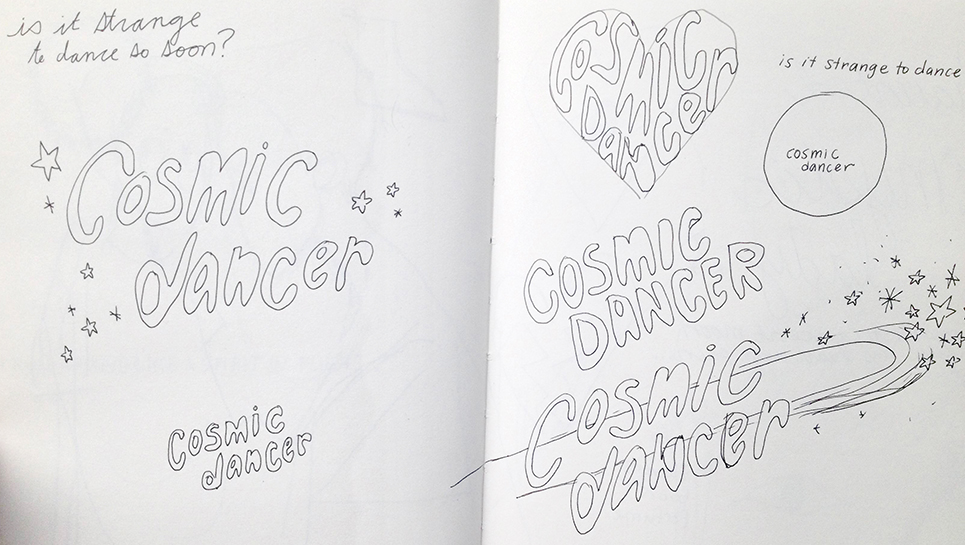 is it strange
to dance so soon?
Cosmic
dancer
cosmic
dancer
COSMiC
DANCEr
is it strange to dance
cosmic
dancer
COSMIC
DANCER
Cosmic
dancer